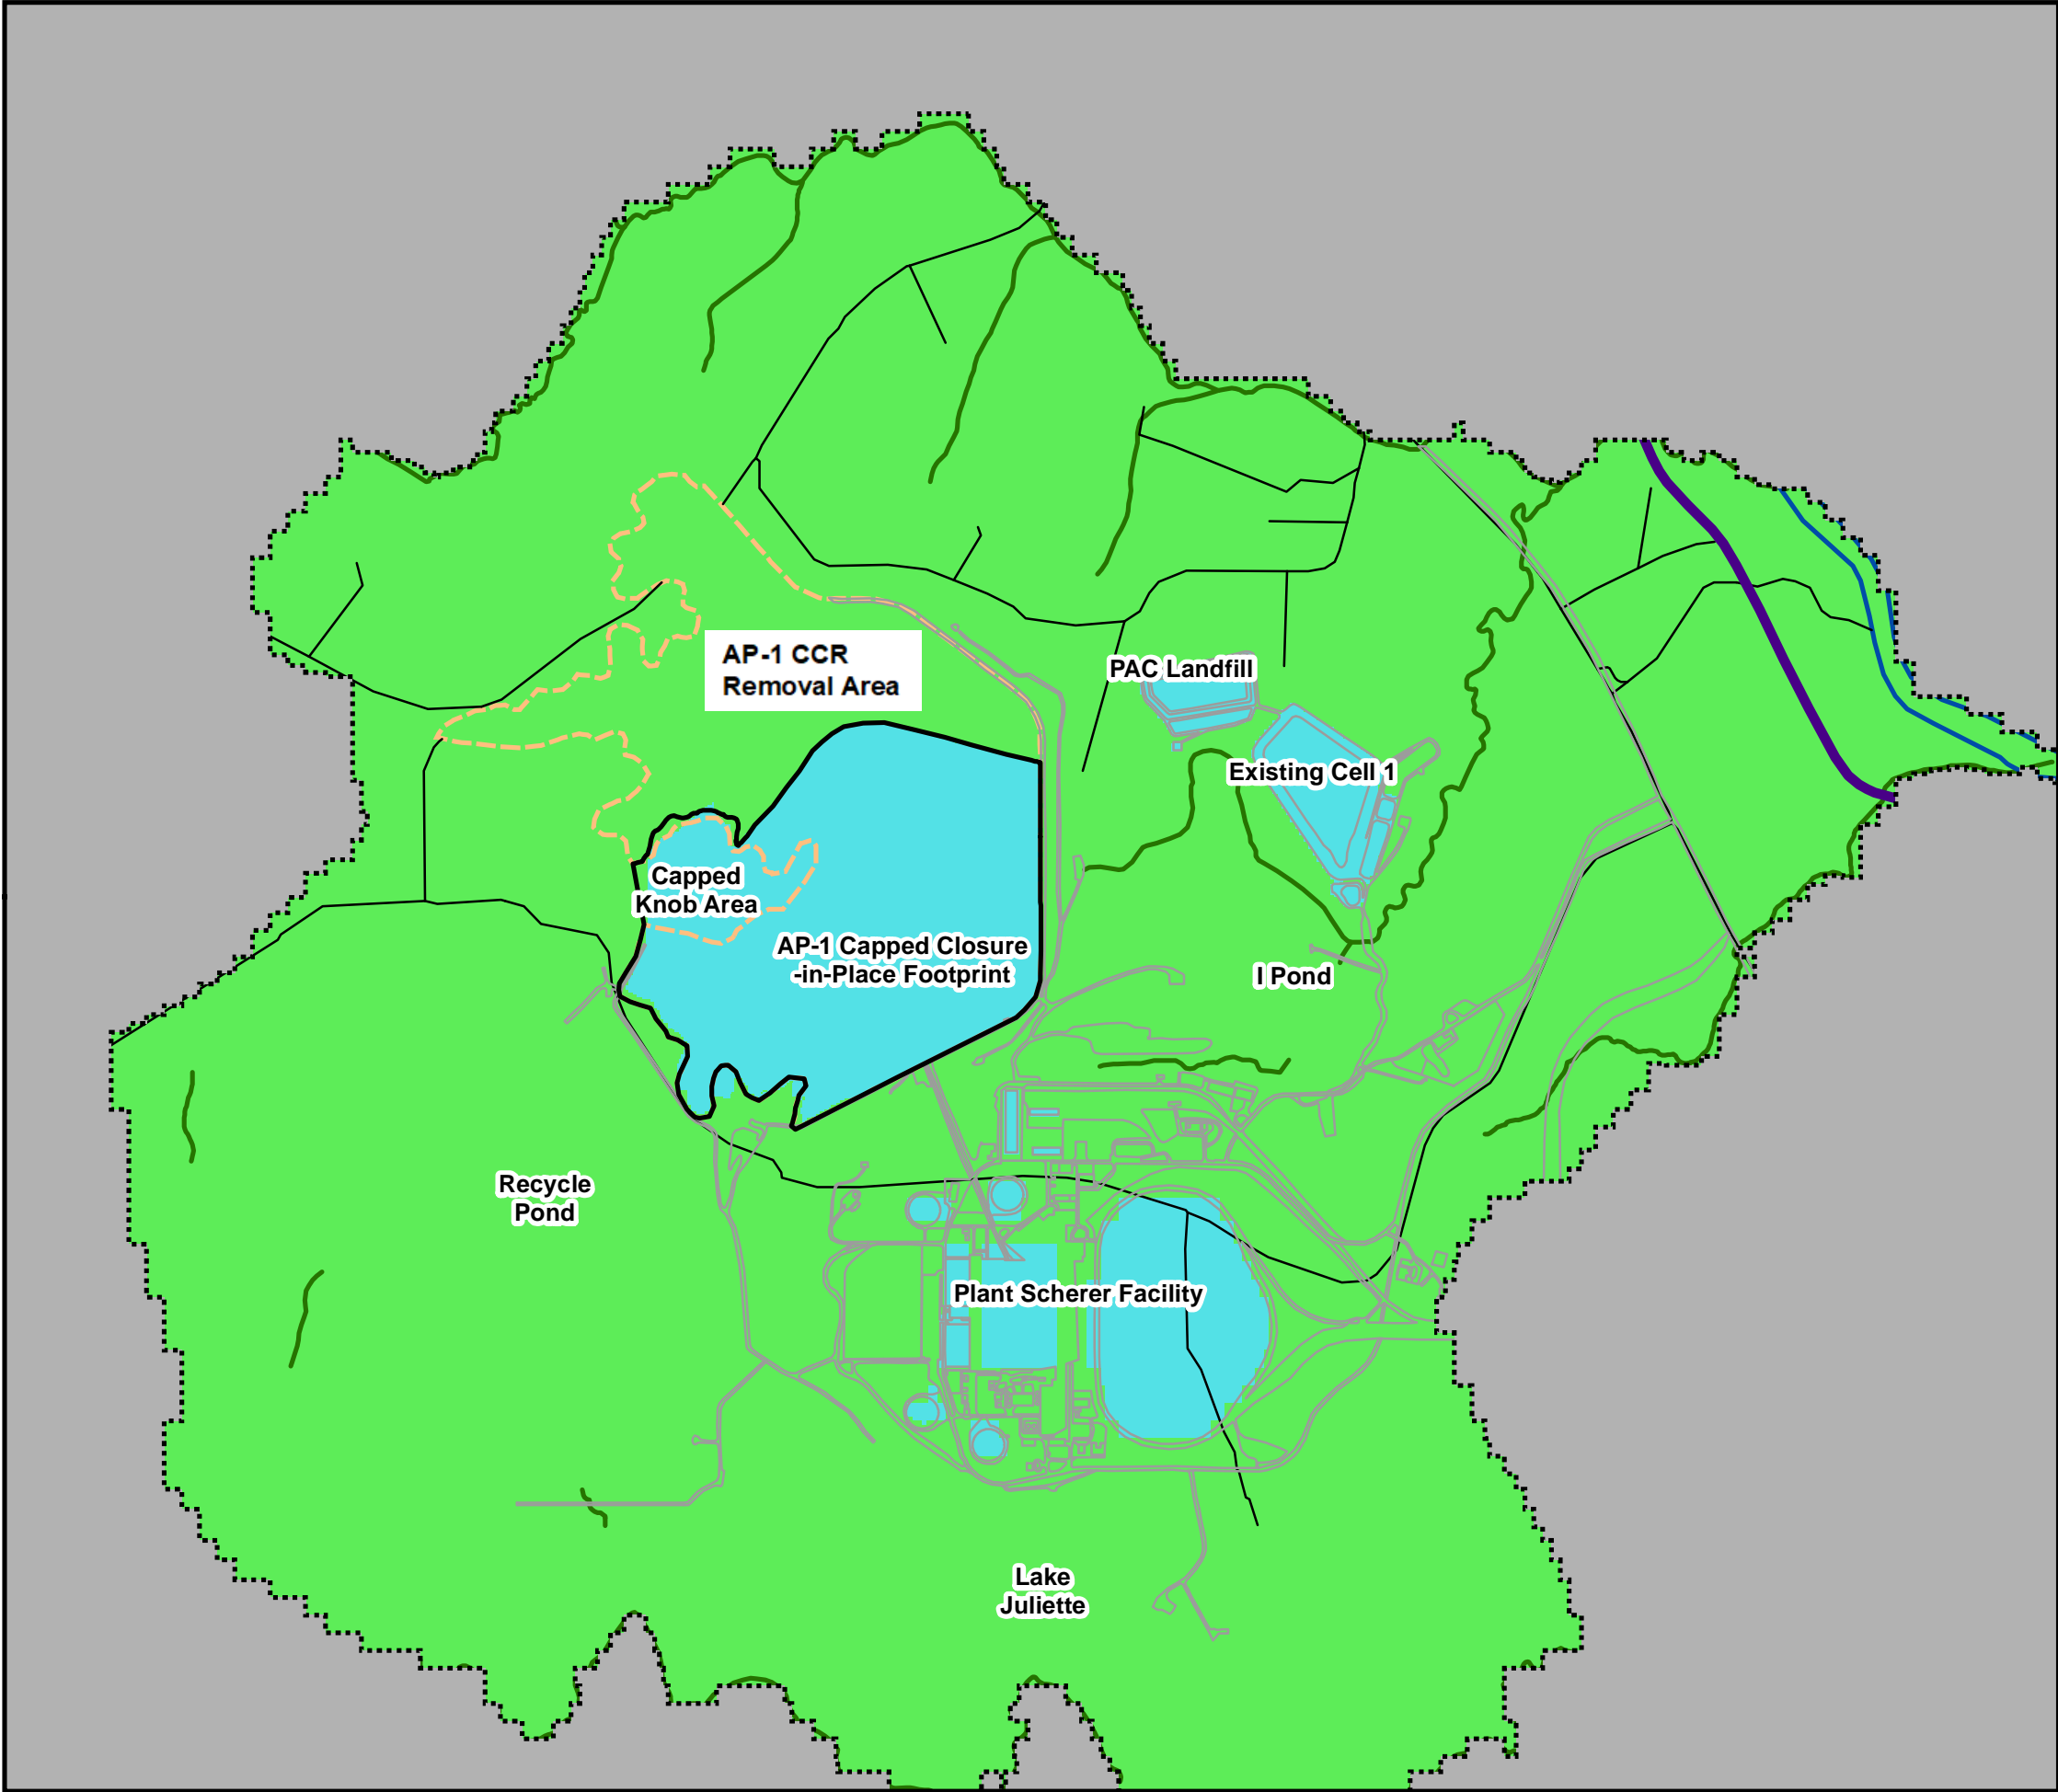 AP-1 CCR
Removal Area
PAC Landfill
Existing Cell 1
Capped
Knob Area
AP-1 Capped Closure
-in-Place Footprint
I Pond
Recycle
Pond
Plant Scherer Facility
Lake
Juliette